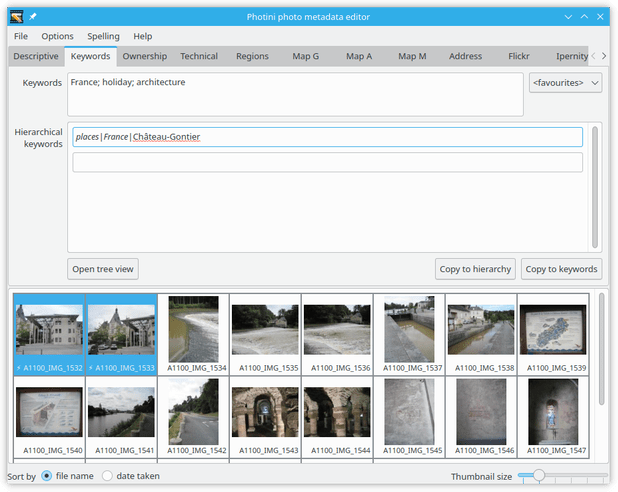 Photini photo metadata editor
File Options Spelling Help
Descriptive Keywords Ownership Technical Regions Map G Map A Map M Address Flickr Ipernity
Keywords France; holiday; architecture <favourites>
Hierarchical keywords places|France|Château-Gontier
Open tree view Copy to hierarchy Copy to keywords
A1100_IMG_1532 A1100_IMG_1533 A1100_IMG_1534 A1100_IMG_1535 A1100_IMG_1536 A1100_IMG_1537 A1100_IMG_1538 A1100_IMG_1539
A1100_IMG_1540 A1100_IMG_1541 A1100_IMG_1542 A1100_IMG_1543 A1100_IMG_1544 A1100_IMG_1545 A1100_IMG_1546 A1100_IMG_1547
Sort by file name date taken Thumbnail size